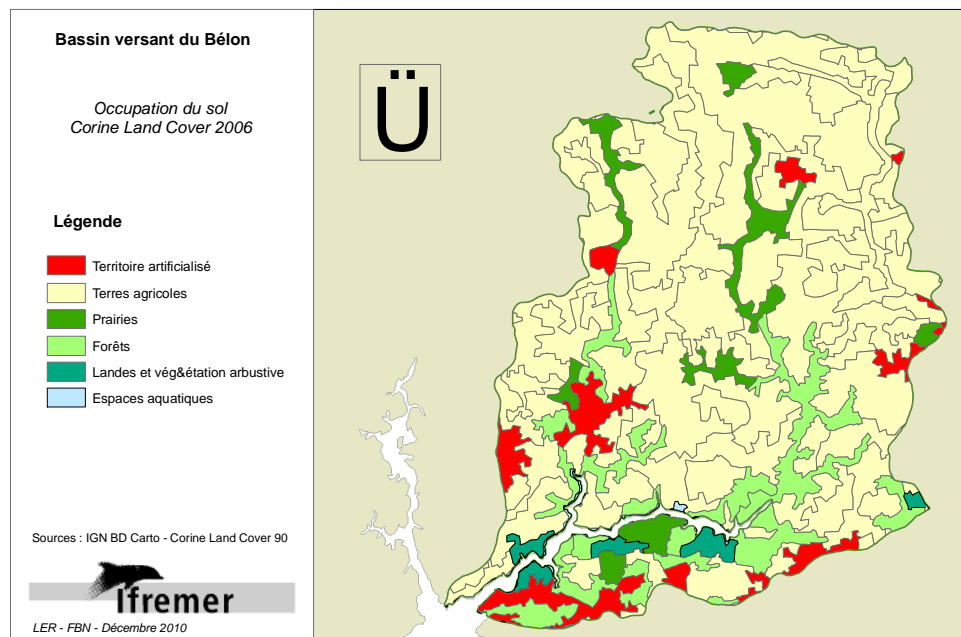 Bassin versant du Bélon
Occupation du sol
Corine Land Cover 2006
Ü
Légende
Territoire artificialisé
Terres agricoles
Prairies
Forêts
Landes et vég&étation arbustive
Espaces aquatiques
Sources : IGN BD Carto - Corine Land Cover 90
Ifremer
LER - FBN - Décembre 2010